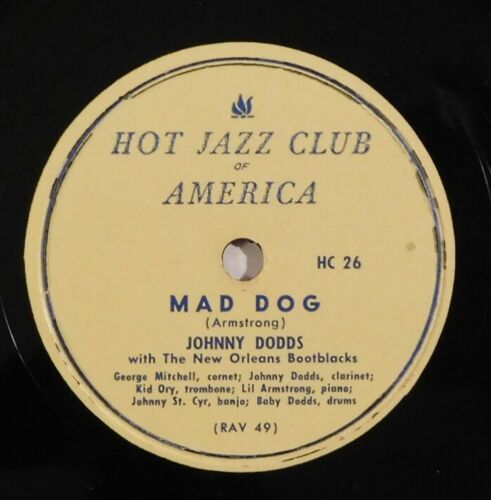 HOT JAZZ CLUB
OF
AMERICA
HC 26
MAD DOG
(Armstrong)
JOHNNY DODDS
with The New Orleans Bootblacks
George Mitchell, cornet; Johnny Dodds, clarinet;
Kid Ory, trombone; Lil Armstrong, piano;
Johnny St. Cyr, banjo; Baby Dodds, drums
(RAV 49)